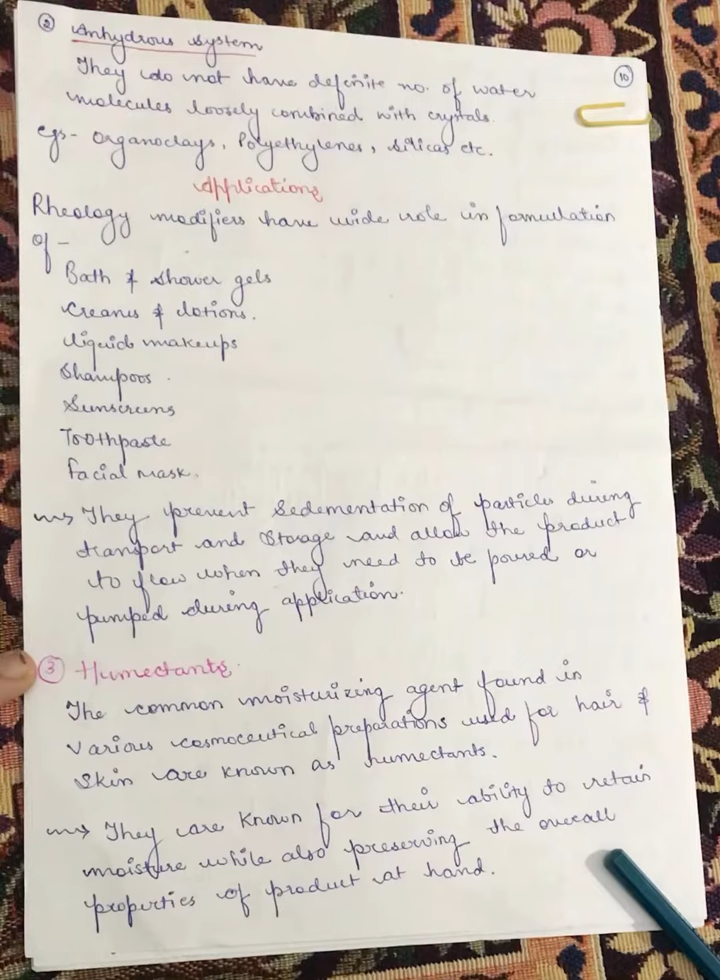 ② Anhydrous System
10
They do not have definite no. of water
molecules loosely combined with crystals.
egs- Organoclays, Polyethylenes, Silicas etc.
Applications
Rheology modifiers have wide role in formulation
of -
Bath & shower gels
Creams & lotions.
Liquid makeups
Shampoos.
Sunscreens
Toothpaste
Facial mask.
They prevent sedementation of particles during
transport and storage and allow the product
to flow when they need to be poured or
pumped during application.
③ Humectants.
The common moisturizing agent found in
various cosmoceutical preparations used for hair &
skin are known as humectants.
They are known for their ability to retain
moisture while also preserving the overall
properties of product at hand.